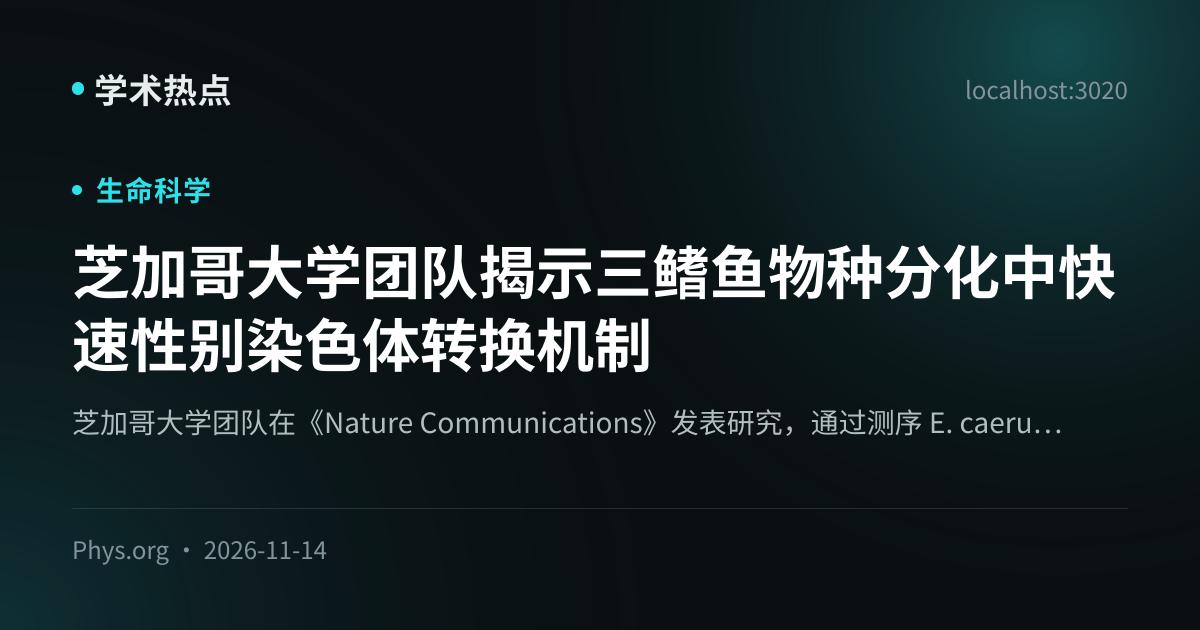 学术热点
localhost:3020
生命科学
芝加哥大学团队揭示三鳍鱼物种分化中快
速性别染色体转换机制
芝加哥大学团队在《Nature Communications》发表研究，通过测序 E. caeru…
Phys.org • 2026-11-14